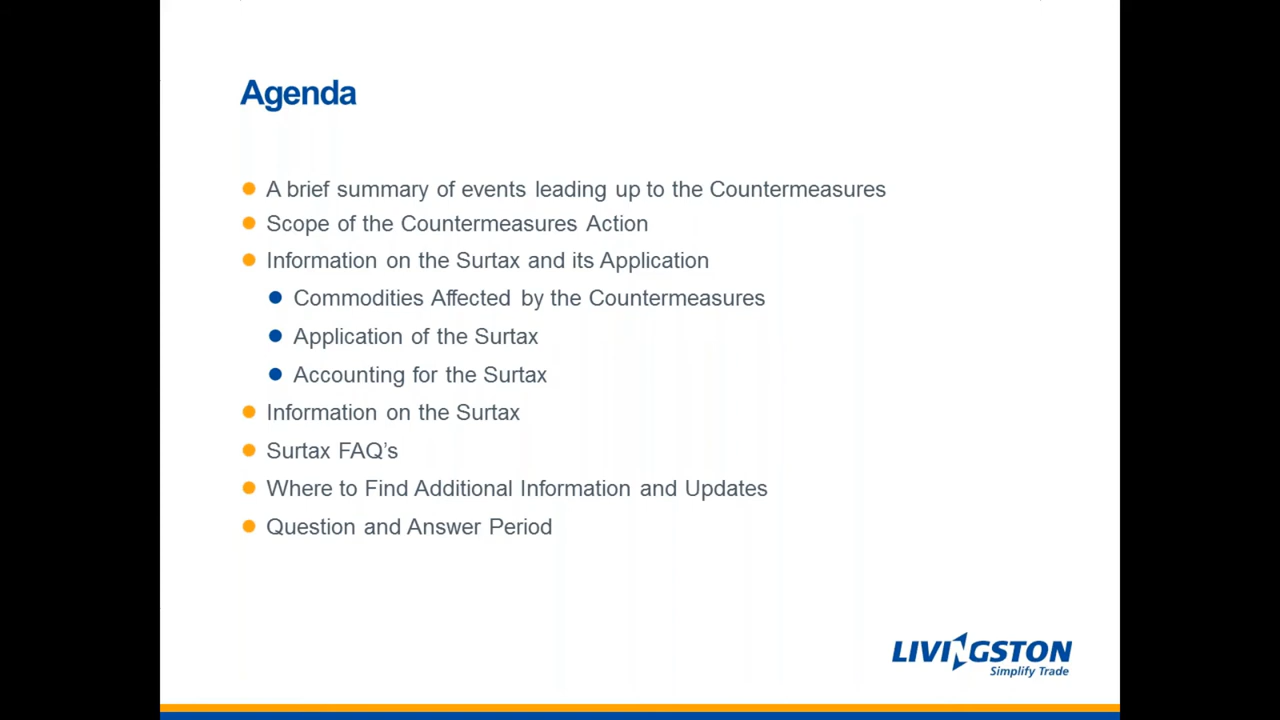 Agenda
A brief summary of events leading up to the Countermeasures
Scope of the Countermeasures Action
Information on the Surtax and its Application
Commodities Affected by the Countermeasures
Application of the Surtax
Accounting for the Surtax
Information on the Surtax
Surtax FAQ’s
Where to Find Additional Information and Updates
Question and Answer Period
LIVINGSTON
Simplify Trade